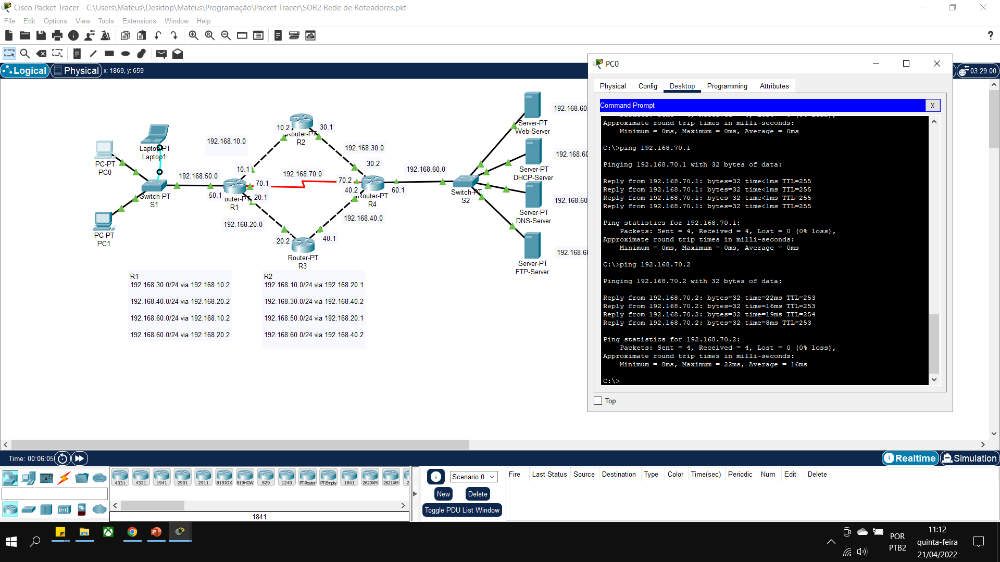 Cisco Packet Tracer - C:\Users\Mateus\Desktop\Mateus\Programação\Packet Tracer\SOR2 Rede de Roteadores.pkt
File Edit Options View Tools Extensions Window Help
Logical Physical x: 1869, y: 659
03:29:00
PC-PT
PC0
Laptop-PT
Laptop1
192.168.50.0
Switch-PT
S1
PC-PT
PC1
192.168.10.0
10.2
30.1
Router-PT
R2
192.168.30.0
30.2
10.1
192.168.70.0
70.1
70.2
50.1
20.1
40.2
60.1
R1
Router-PT
R4
192.168.60.0
192.168.20.0
192.168.40.0
20.2
40.1
Router-PT
R3
Switch-PT
S2
192.168.60
Server-PT
Web-Server
192.168.60
Server-PT
DHCP-Server
192.168.60
Server-PT
DNS-Server
192.168.60
Server-PT
FTP-Server
R1
192.168.30.0/24 via 192.168.10.2
192.168.40.0/24 via 192.168.20.2
192.168.60.0/24 via 192.168.10.2
192.168.60.0/24 via 192.168.20.2
R2
192.168.10.0/24 via 192.168.20.1
192.168.30.0/24 via 192.168.40.2
192.168.50.0/24 via 192.168.20.1
192.168.60.0/24 via 192.168.40.2
PC0
Physical Config Desktop Programming Attributes
Command Prompt X
Approximate round trip times in milli-seconds:
Minimum = 0ms, Maximum = 0ms, Average = 0ms
C:\>ping 192.168.70.1
Pinging 192.168.70.1 with 32 bytes of data:
Reply from 192.168.70.1: bytes=32 time<1ms TTL=255
Reply from 192.168.70.1: bytes=32 time<1ms TTL=255
Reply from 192.168.70.1: bytes=32 time<1ms TTL=255
Reply from 192.168.70.1: bytes=32 time<1ms TTL=255
Ping statistics for 192.168.70.1:
Packets: Sent = 4, Received = 4, Lost = 0 (0% loss),
Approximate round trip times in milli-seconds:
Minimum = 0ms, Maximum = 0ms, Average = 0ms
C:\>ping 192.168.70.2
Pinging 192.168.70.2 with 32 bytes of data:
Reply from 192.168.70.2: bytes=32 time=22ms TTL=253
Reply from 192.168.70.2: bytes=32 time=16ms TTL=253
Reply from 192.168.70.2: bytes=32 time=19ms TTL=254
Reply from 192.168.70.2: bytes=32 time=8ms TTL=253
Ping statistics for 192.168.70.2:
Packets: Sent = 4, Received = 4, Lost = 0 (0% loss),
Approximate round trip times in milli-seconds:
Minimum = 8ms, Maximum = 22ms, Average = 16ms
C:\>
Top
Time: 00:06:05
Realtime Simulation
4331 4321 1941 2901 2911 819IOX 819HGW 829 1240 PT-Router PT-Empty 1841 2620XM 2621XM 2
1841
Scenario 0
New Delete
Toggle PDU List Window
Fire Last Status Source Destination Type Color Time(sec) Periodic Num Edit Delete
POR
PTB2
11:12
quinta-feira
21/04/2022